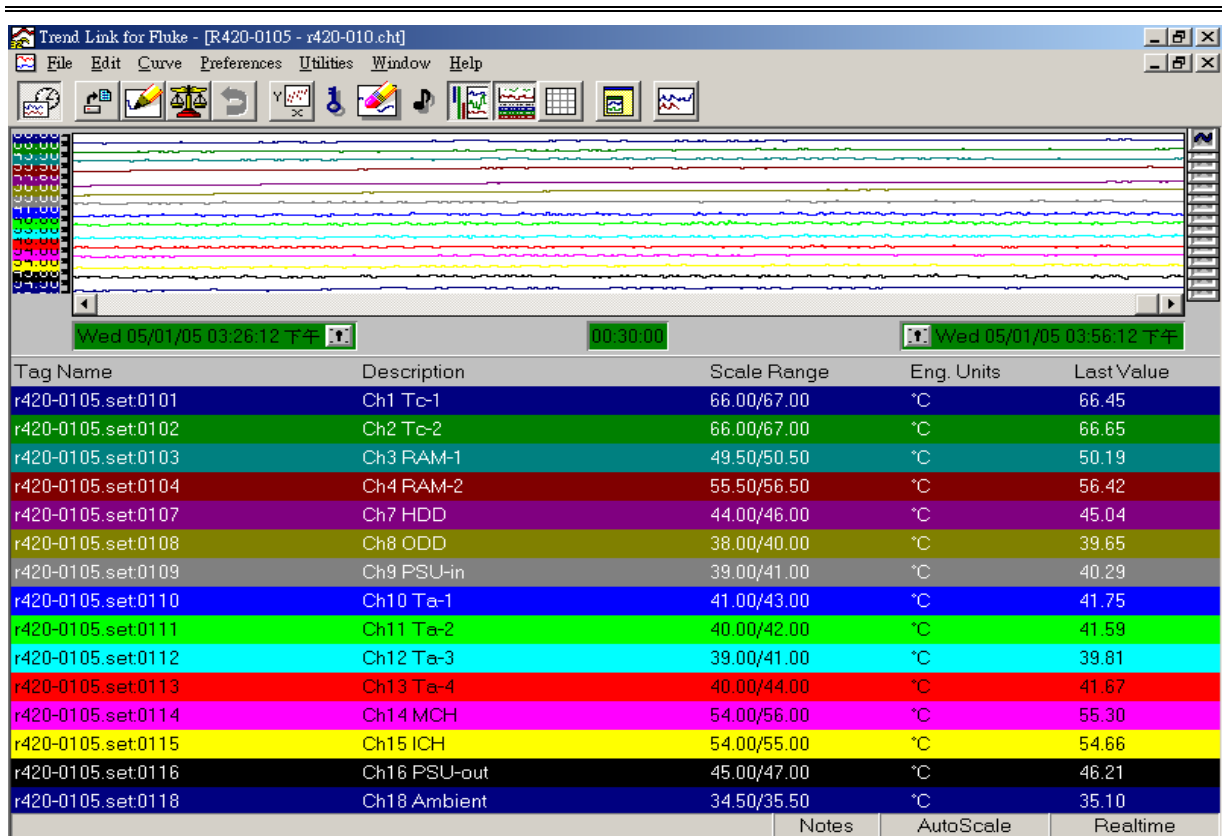 Trend Link for Fluke - [R420-0105 - r420-010.cht]
File Edit Curve Preferences Utilities Window Help
Wed 05/01/05 03:26:12 下午 00:30:00 Wed 05/01/05 03:56:12 下午
Tag Name Description Scale Range Eng. Units Last Value
r420-0105.set:0101 Ch1 Tc-1 66.00/67.00 °C 66.45
r420-0105.set:0102 Ch2 Tc-2 66.00/67.00 °C 66.65
r420-0105.set:0103 Ch3 RAM-1 49.50/50.50 °C 50.19
r420-0105.set:0104 Ch4 RAM-2 55.50/56.50 °C 56.42
r420-0105.set:0107 Ch7 HDD 44.00/46.00 °C 45.04
r420-0105.set:0108 Ch8 ODD 38.00/40.00 °C 39.65
r420-0105.set:0109 Ch9 PSU-in 39.00/41.00 °C 40.29
r420-0105.set:0110 Ch10 Ta-1 41.00/43.00 °C 41.75
r420-0105.set:0111 Ch11 Ta-2 40.00/42.00 °C 41.59
r420-0105.set:0112 Ch12 Ta-3 39.00/41.00 °C 39.81
r420-0105.set:0113 Ch13 Ta-4 40.00/44.00 °C 41.67
r420-0105.set:0114 Ch14 MCH 54.00/56.00 °C 55.30
r420-0105.set:0115 Ch15 ICH 54.00/55.00 °C 54.66
r420-0105.set:0116 Ch16 PSU-out 45.00/47.00 °C 46.21
r420-0105.set:0118 Ch18 Ambient 34.50/35.50 °C 35.10
Notes AutoScale Realtime